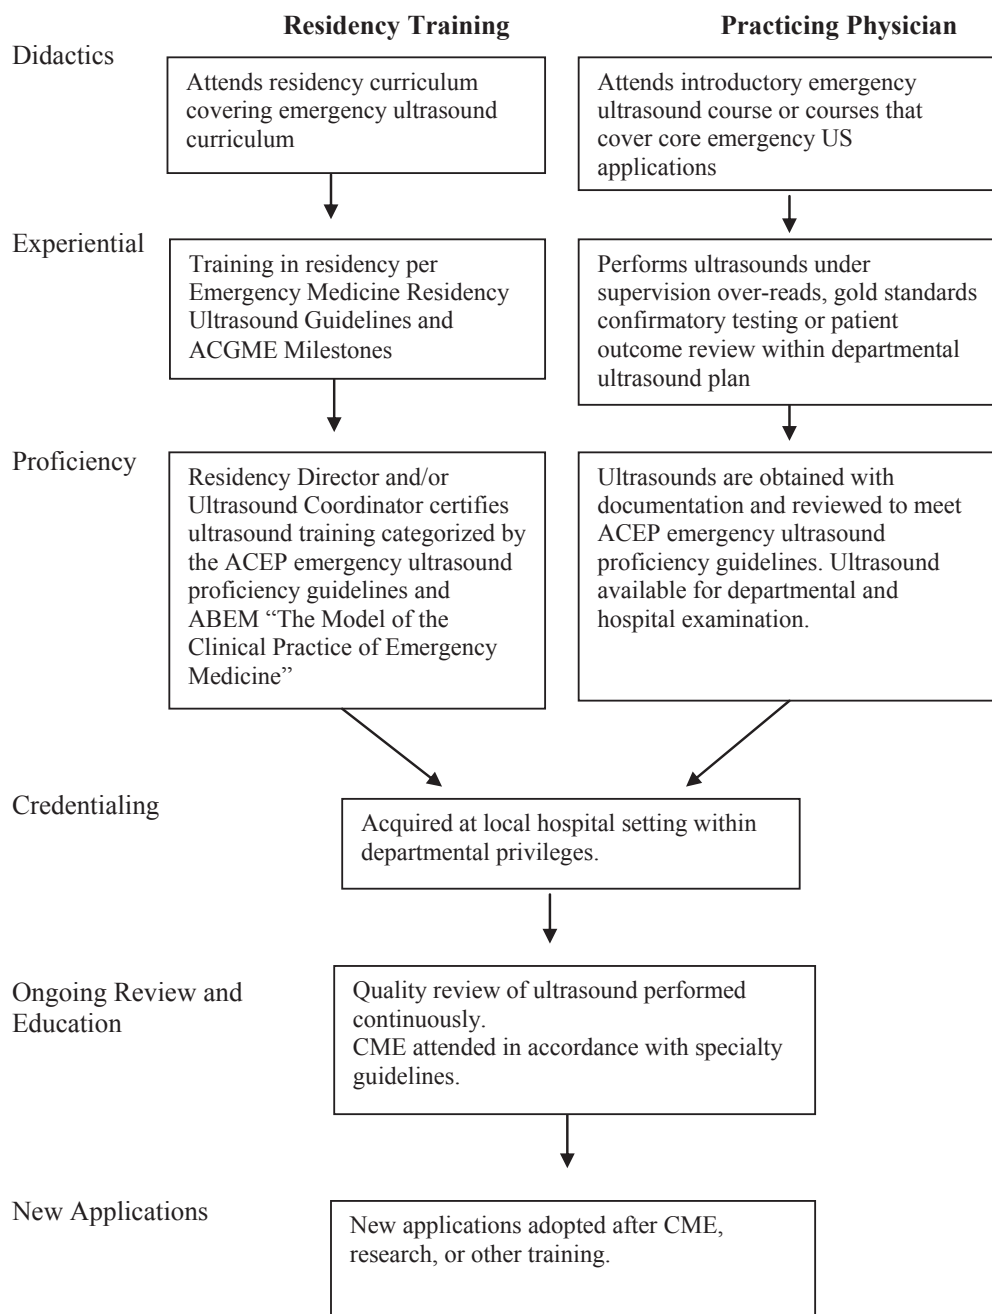 Residency Training
Practicing Physician
Didactics
Attends residency curriculum
covering emergency ultrasound
curriculum
Attends introductory emergency
ultrasound course or courses that
cover core emergency US
applications
Experiential
Training in residency per
Emergency Medicine Residency
Ultrasound Guidelines and
ACGME Milestones
Performs ultrasounds under
supervision over-reads, gold standards
confirmatory testing or patient
outcome review within departmental
ultrasound plan
Proficiency
Residency Director and/or
Ultrasound Coordinator certifies
ultrasound training categorized by
the ACEP emergency ultrasound
proficiency guidelines and
ABEM “The Model of the
Clinical Practice of Emergency
Medicine”
Ultrasounds are obtained with
documentation and reviewed to meet
ACEP emergency ultrasound
proficiency guidelines. Ultrasound
available for departmental and
hospital examination.
Credentialing
Acquired at local hospital setting within
departmental privileges.
Ongoing Review and
Education
Quality review of ultrasound performed
continuously.
CME attended in accordance with specialty
guidelines.
New Applications
New applications adopted after CME,
research, or other training.